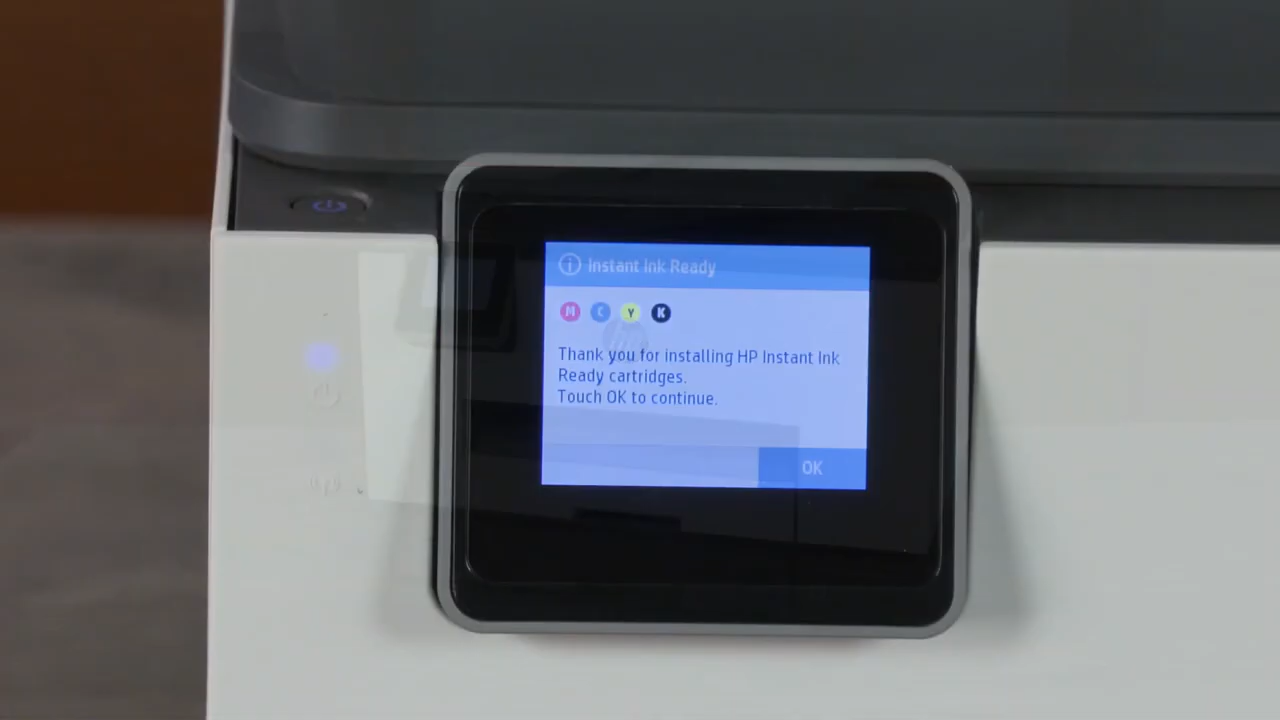 Instant Ink Ready
M C Y K
Thank you for installing HP Instant Ink
Ready cartridges.
Touch OK to continue.
OK